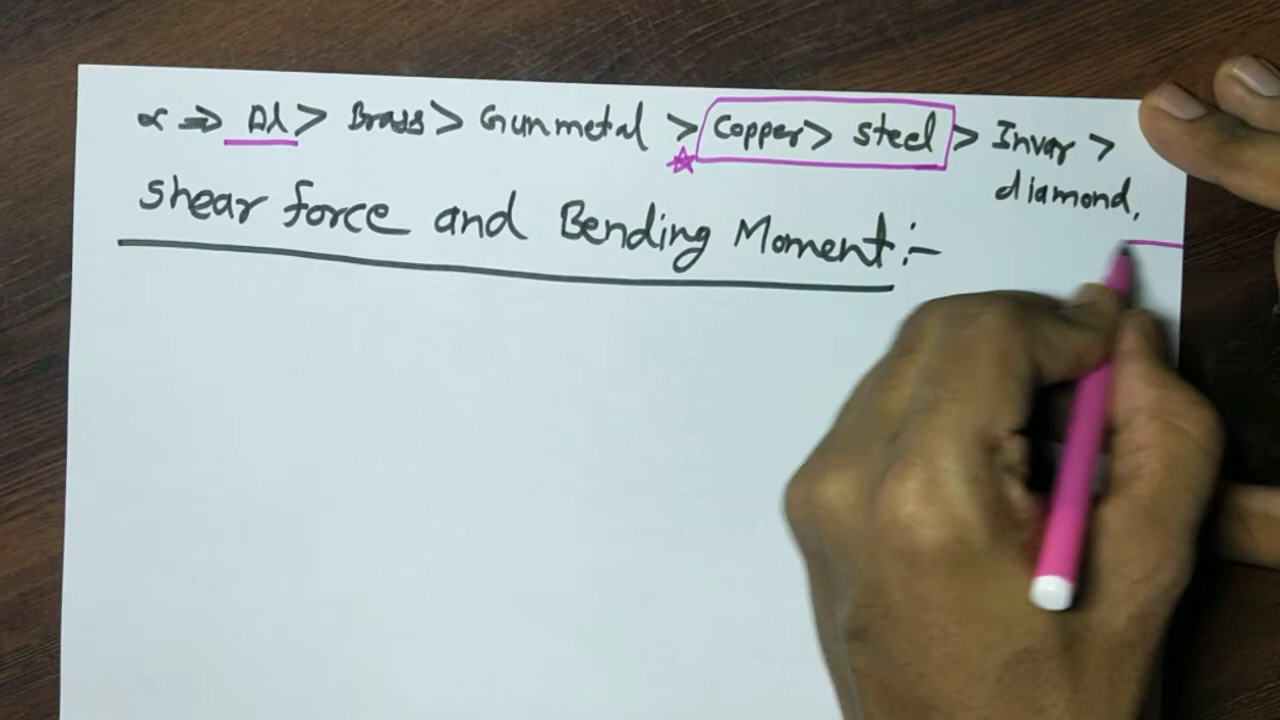 ∝ ⇒ Al > Brass > Gunmetal > Copper > steel > Invar >
diamond,
shear force and Bending Moment :-